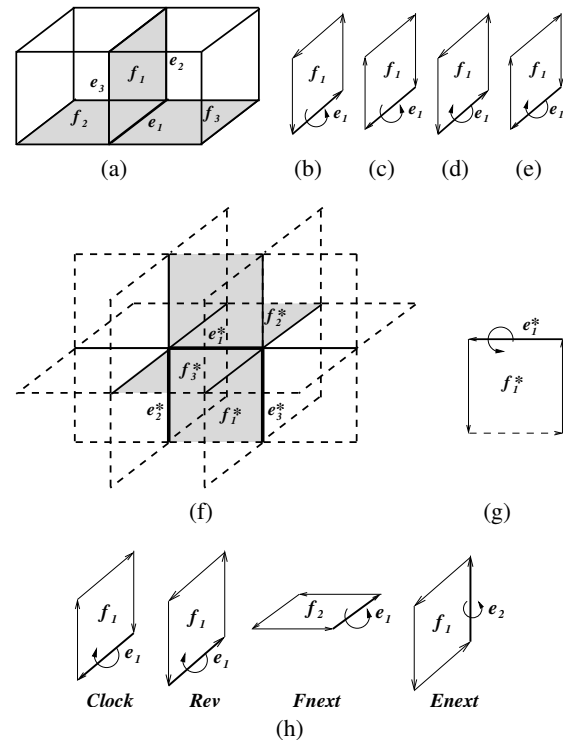 e₃ f₁ e₂
f₂ e₁ f₃
(a)
f₁ e₁
(b)
f₁ e₁
(c)
f₁ e₁
(d)
f₁ e₁
(e)
e₁* f₂*
f₃*
e₂* f₁* e₃*
(f)
e₁*
f₁*
(g)
f₁ e₁
Clock
f₁ e₁
Rev
f₂ e₁
Fnext
f₁ e₂
Enext
(h)